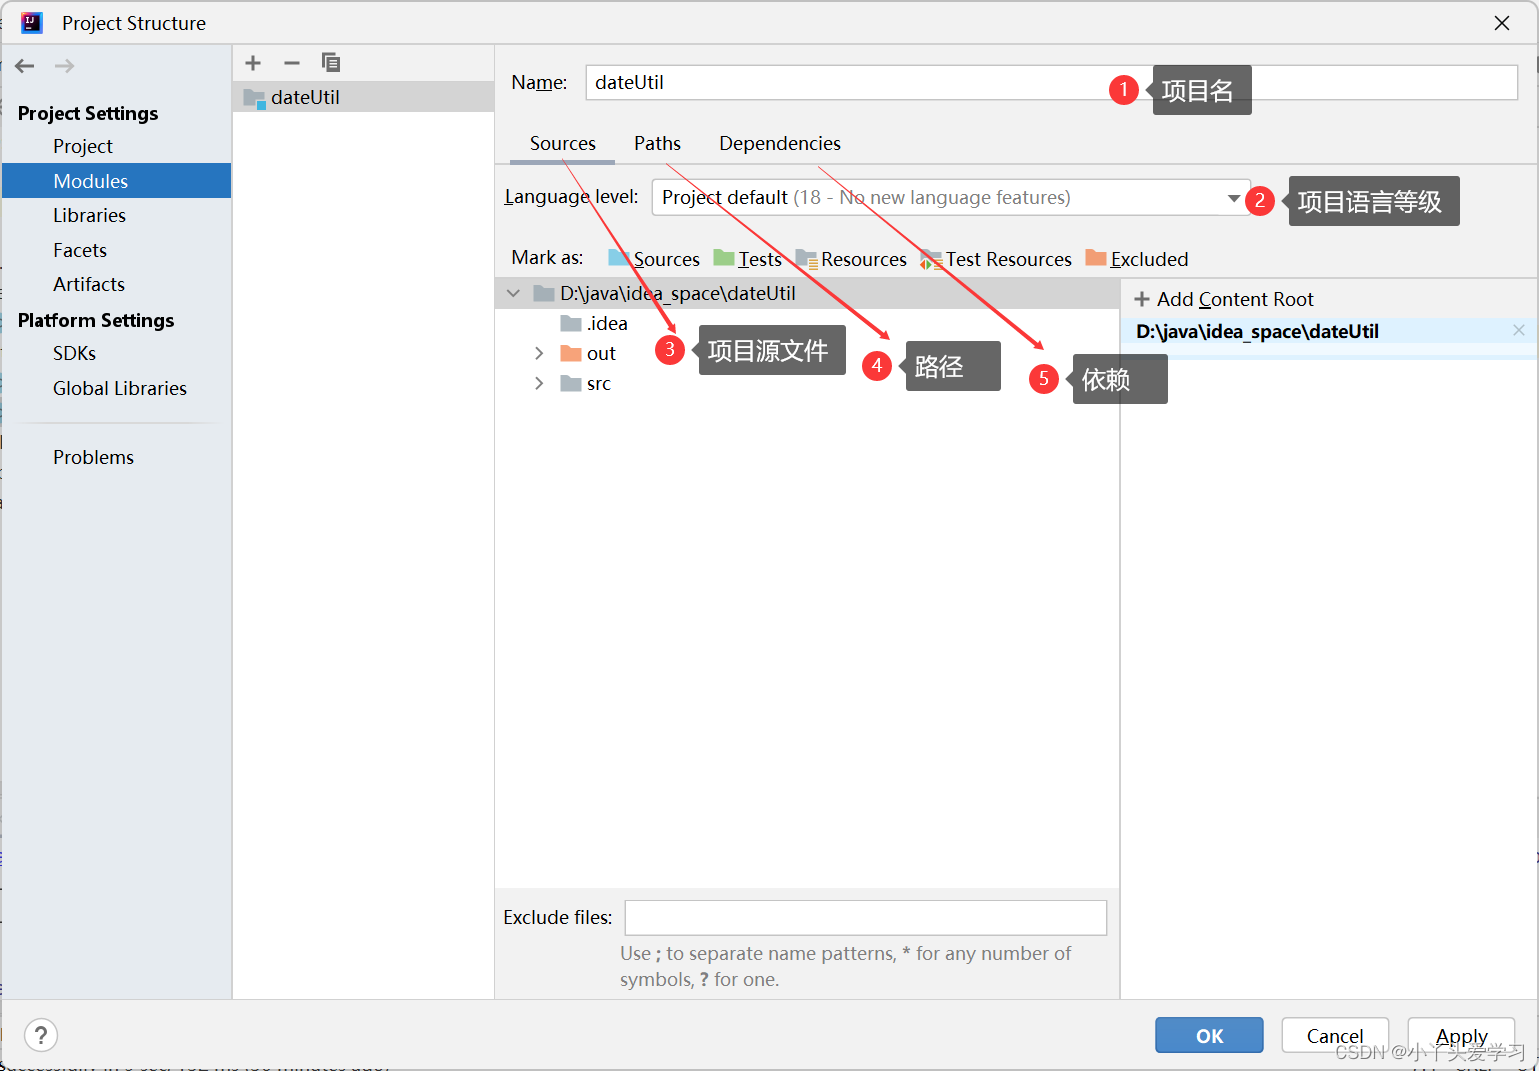 Project Structure
Project Settings
Project
Modules
Libraries
Facets
Artifacts
Platform Settings
SDKs
Global Libraries
Problems
dateUtil
Name: dateUtil
1 项目名
Sources Paths Dependencies
Language level: Project default (18 - No new language features)
2 项目语言等级
Mark as: Sources Tests Resources Test Resources Excluded
D:\java\idea_space\dateUtil
.idea
out
src
3 项目源文件
4 路径
5 依赖
+ Add Content Root
D:\java\idea_space\dateUtil
Exclude files:
Use ; to separate name patterns, * for any number of
symbols, ? for one.
? OK Cancel Apply
CSDN @小丫头爱学习